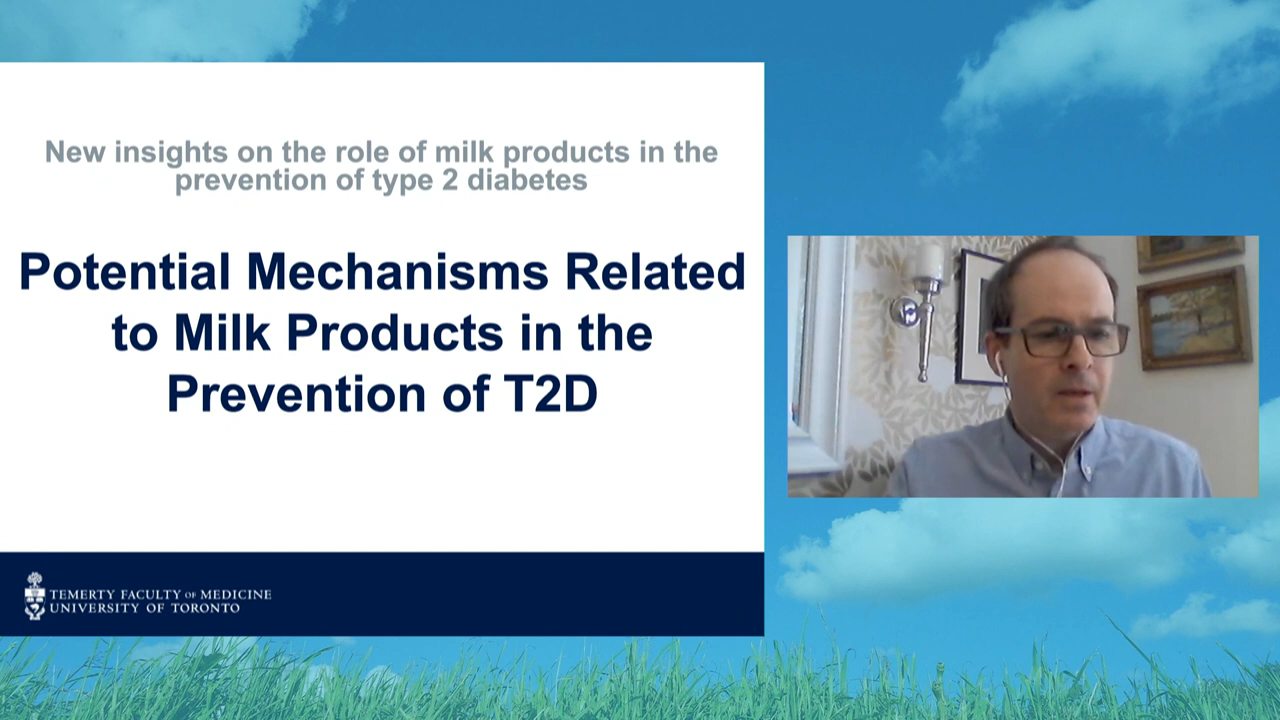 New insights on the role of milk products in the
prevention of type 2 diabetes
Potential Mechanisms Related
to Milk Products in the
Prevention of T2D
TEMERTY FACULTY OF MEDICINE
UNIVERSITY OF TORONTO